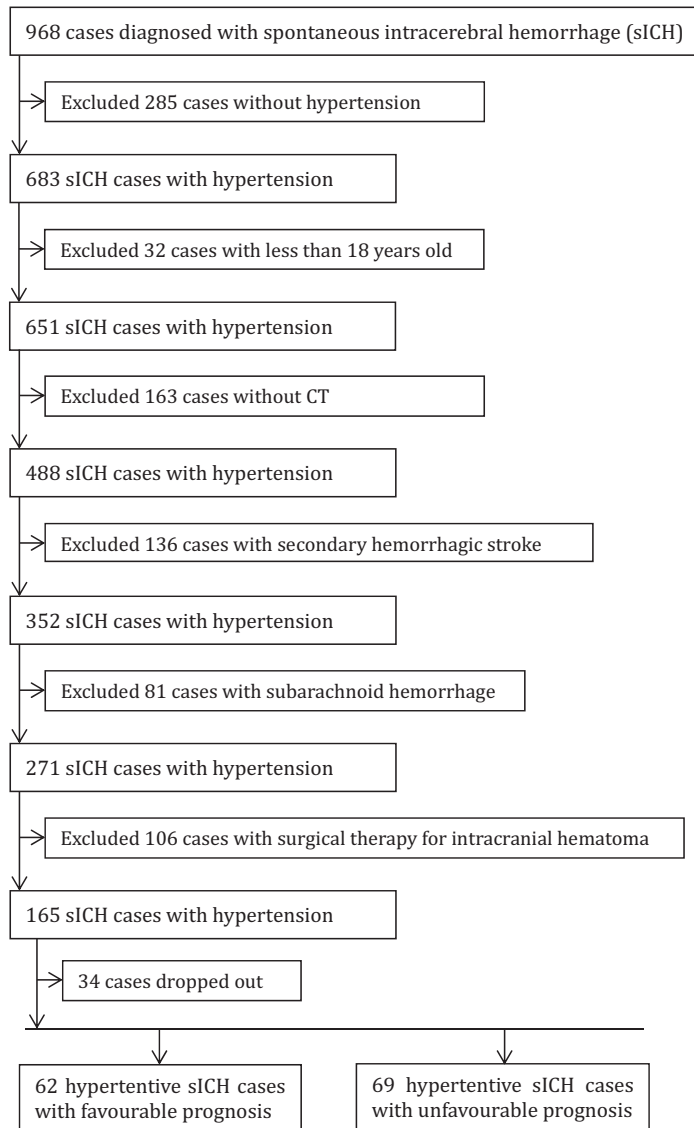 968 cases diagnosed with spontaneous intracerebral hemorrhage (sICH)
Excluded 285 cases without hypertension
683 sICH cases with hypertension
Excluded 32 cases with less than 18 years old
651 sICH cases with hypertension
Excluded 163 cases without CT
488 sICH cases with hypertension
Excluded 136 cases with secondary hemorrhagic stroke
352 sICH cases with hypertension
Excluded 81 cases with subarachnoid hemorrhage
271 sICH cases with hypertension
Excluded 106 cases with surgical therapy for intracranial hematoma
165 sICH cases with hypertension
34 cases dropped out
62 hypertentive sICH cases
with favourable prognosis
69 hypertentive sICH cases
with unfavourable prognosis